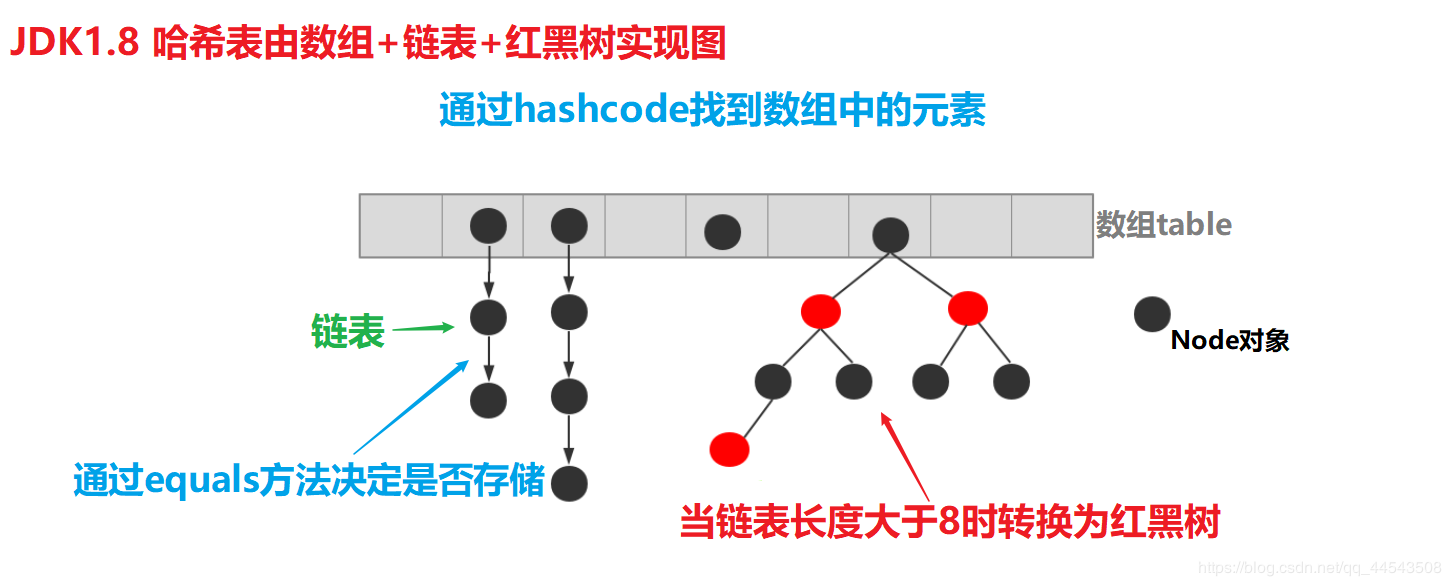 JDK1.8 哈希表由数组+链表+红黑树实现图
通过hashcode找到数组中的元素
数组table
链表
Node对象
通过equals方法决定是否存储
当链表长度大于8时转换为红黑树
https://blog.csdn.net/qq_44543508